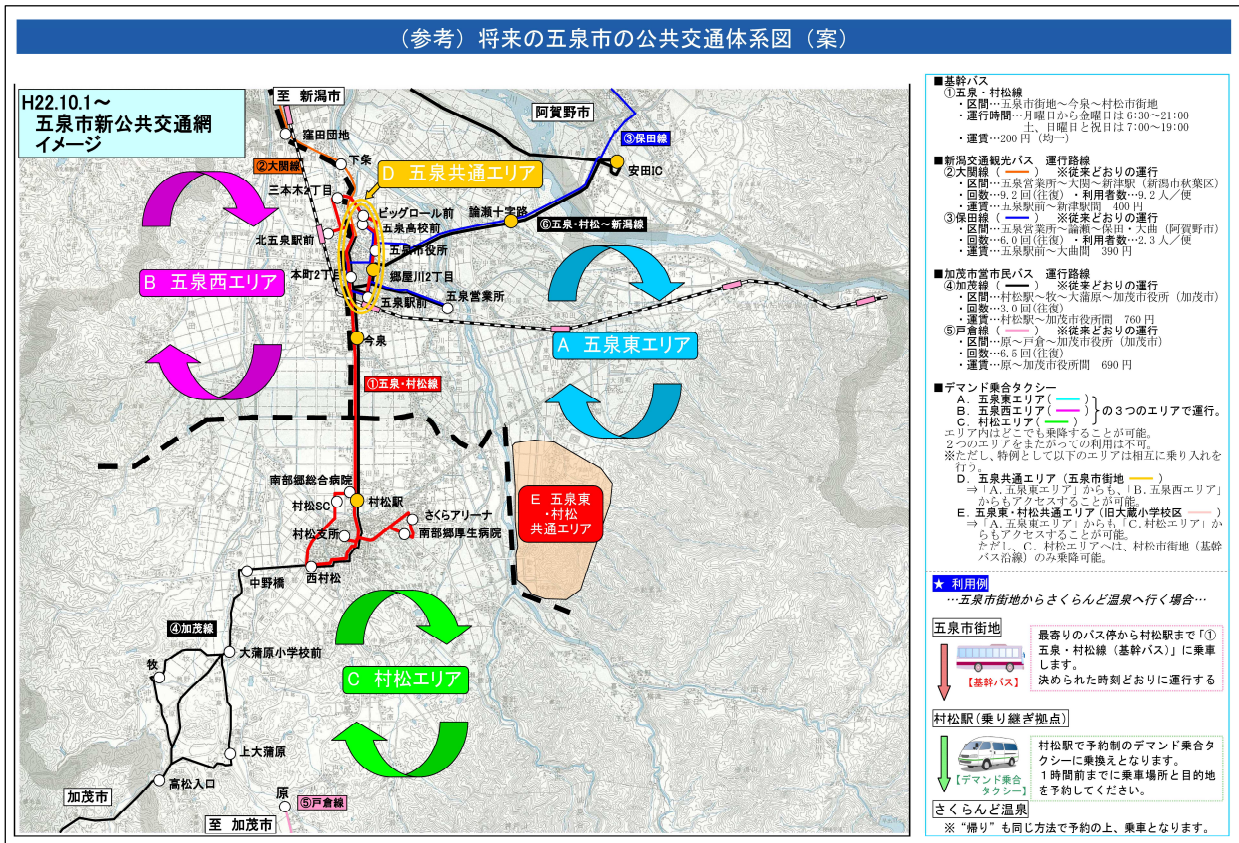 （参考）将来の五泉市の公共交通体系図（案）
H22.10.1～
五泉市新公共交通網
イメージ
至 新潟市
阿賀野市
窪田団地
③保田線
②大関線
下条
D 五泉共通エリア
安田IC
三本木2丁目
ビッグロール前
論瀬十字路
五泉高校前
⑥五泉・村松～新潟線
北五泉駅前
五泉市役所
本町2丁目
郷屋川2丁目
B 五泉西エリア
五泉駅前
五泉営業所
今泉
A 五泉東エリア
①五泉・村松線
南部郷総合病院
村松SC
村松駅
さくらアリーナ
村松支所
南部郷厚生病院
E 五泉東
・村松
共通エリア
西村松
中野橋
④加茂線
大蒲原小学校前
牧
C 村松エリア
上大蒲原
高松入口
加茂市
原
⑤戸倉線
至 加茂市
■基幹バス
①五泉・村松線
・区間…五泉市街地～今泉～村松市街地
・運行時間…月曜日から金曜日は6:30～21:00
土、日曜日と祝日は7:00～19:00
・運賃…200円（均一）
■新潟交通観光バス 運行路線
②大関線（ ） ※従来どおりの運行
・区間…五泉営業所～大関～新津駅（新潟市秋葉区）
・回数…9.2回(往復) ・利用者数…9.2人／便
・運賃…五泉駅前～新津駅間 400円
③保田線（ ） ※従来どおりの運行
・区間…五泉営業所～論瀬～保田・大曲（阿賀野市）
・回数…6.0回(往復) ・利用者数…2.3人／便
・運賃…五泉駅前～大曲間 390円
■加茂市営市民バス 運行路線
④加茂線（ ） ※従来どおりの運行
・区間…村松駅～牧～大蒲原～加茂市役所（加茂市）
・回数…3.0回(往復)
・運賃…村松駅～加茂市役所間 760円
⑤戸倉線（ ） ※従来どおりの運行
・区間…原～戸倉～加茂市役所（加茂市）
・回数…6.5回(往復)
・運賃…原～加茂市役所間 690円
■デマンド乗合タクシー
A．五泉東エリア（ ）
B．五泉西エリア（ ） の３つのエリアで運行。
C．村松エリア（ ）
エリア内はどこでも乗降することが可能。
２つのエリアをまたがっての利用は不可。
※ただし、特例として以下のエリアは相互に乗り入れを
行う。
D．五泉共通エリア（五泉市街地 ）
⇒「A.五泉東エリア」からも、「B.五泉西エリア」
からもアクセスすることが可能。
E．五泉東・村松共通エリア（旧大蔵小学校区 ）
⇒「A.五泉東エリア」からも「C.村松エリア」か
らもアクセスすることが可能。
ただし、C．村松エリアへは、村松市街地（基幹
バス沿線）のみ乗降可能。
★ 利用例
…五泉市街地からさくらんど温泉へ行く場合…
五泉市街地
最寄りのバス停から村松駅まで「①
五泉・村松線（基幹バス）」に乗車
します。
決められた時刻どおりに運行する
【基幹バス】
村松駅（乗り継ぎ拠点）
村松駅で予約制のデマンド乗合タ
クシーに乗換えとなります。
１時間前までに乗車場所と目的地
を予約してください。
【デマンド乗合
タクシー】
さくらんど温泉
※ “帰り”も同じ方法で予約の上、乗車となります。